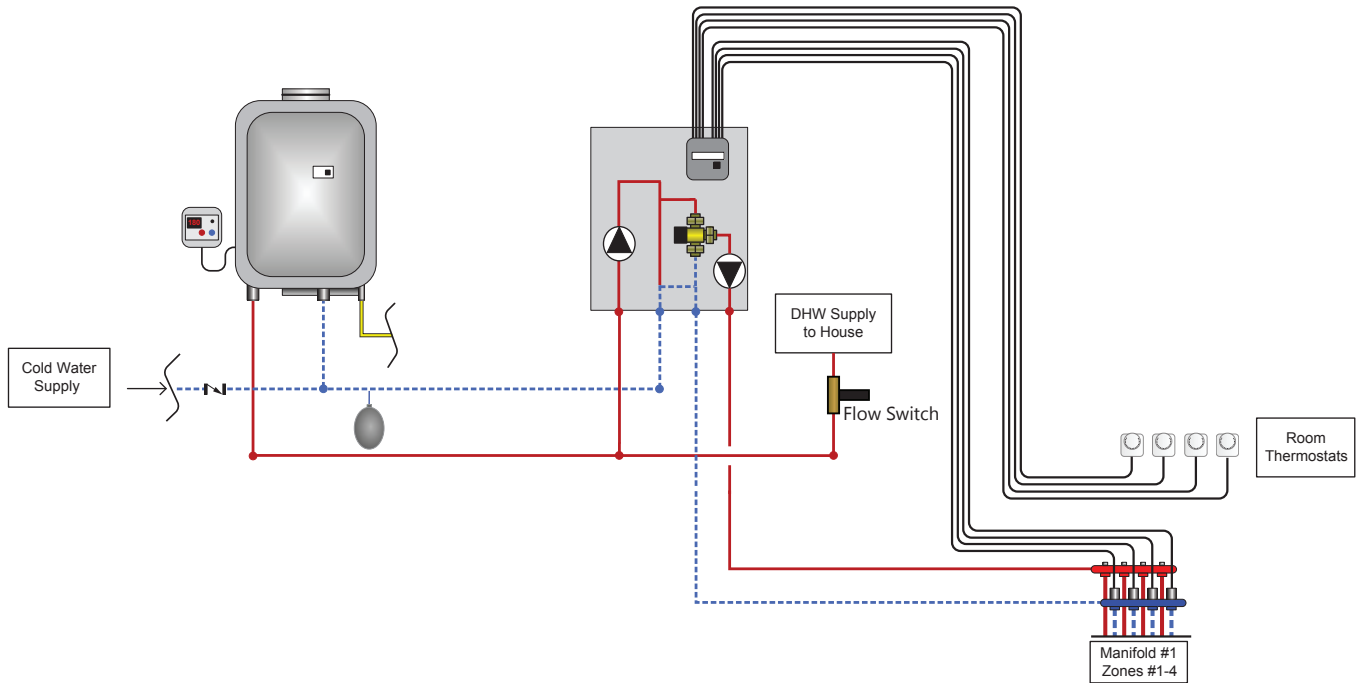 DHW Supply
to House
Cold Water
Supply
Flow Switch
Room
Thermostats
Manifold #1
Zones #1-4